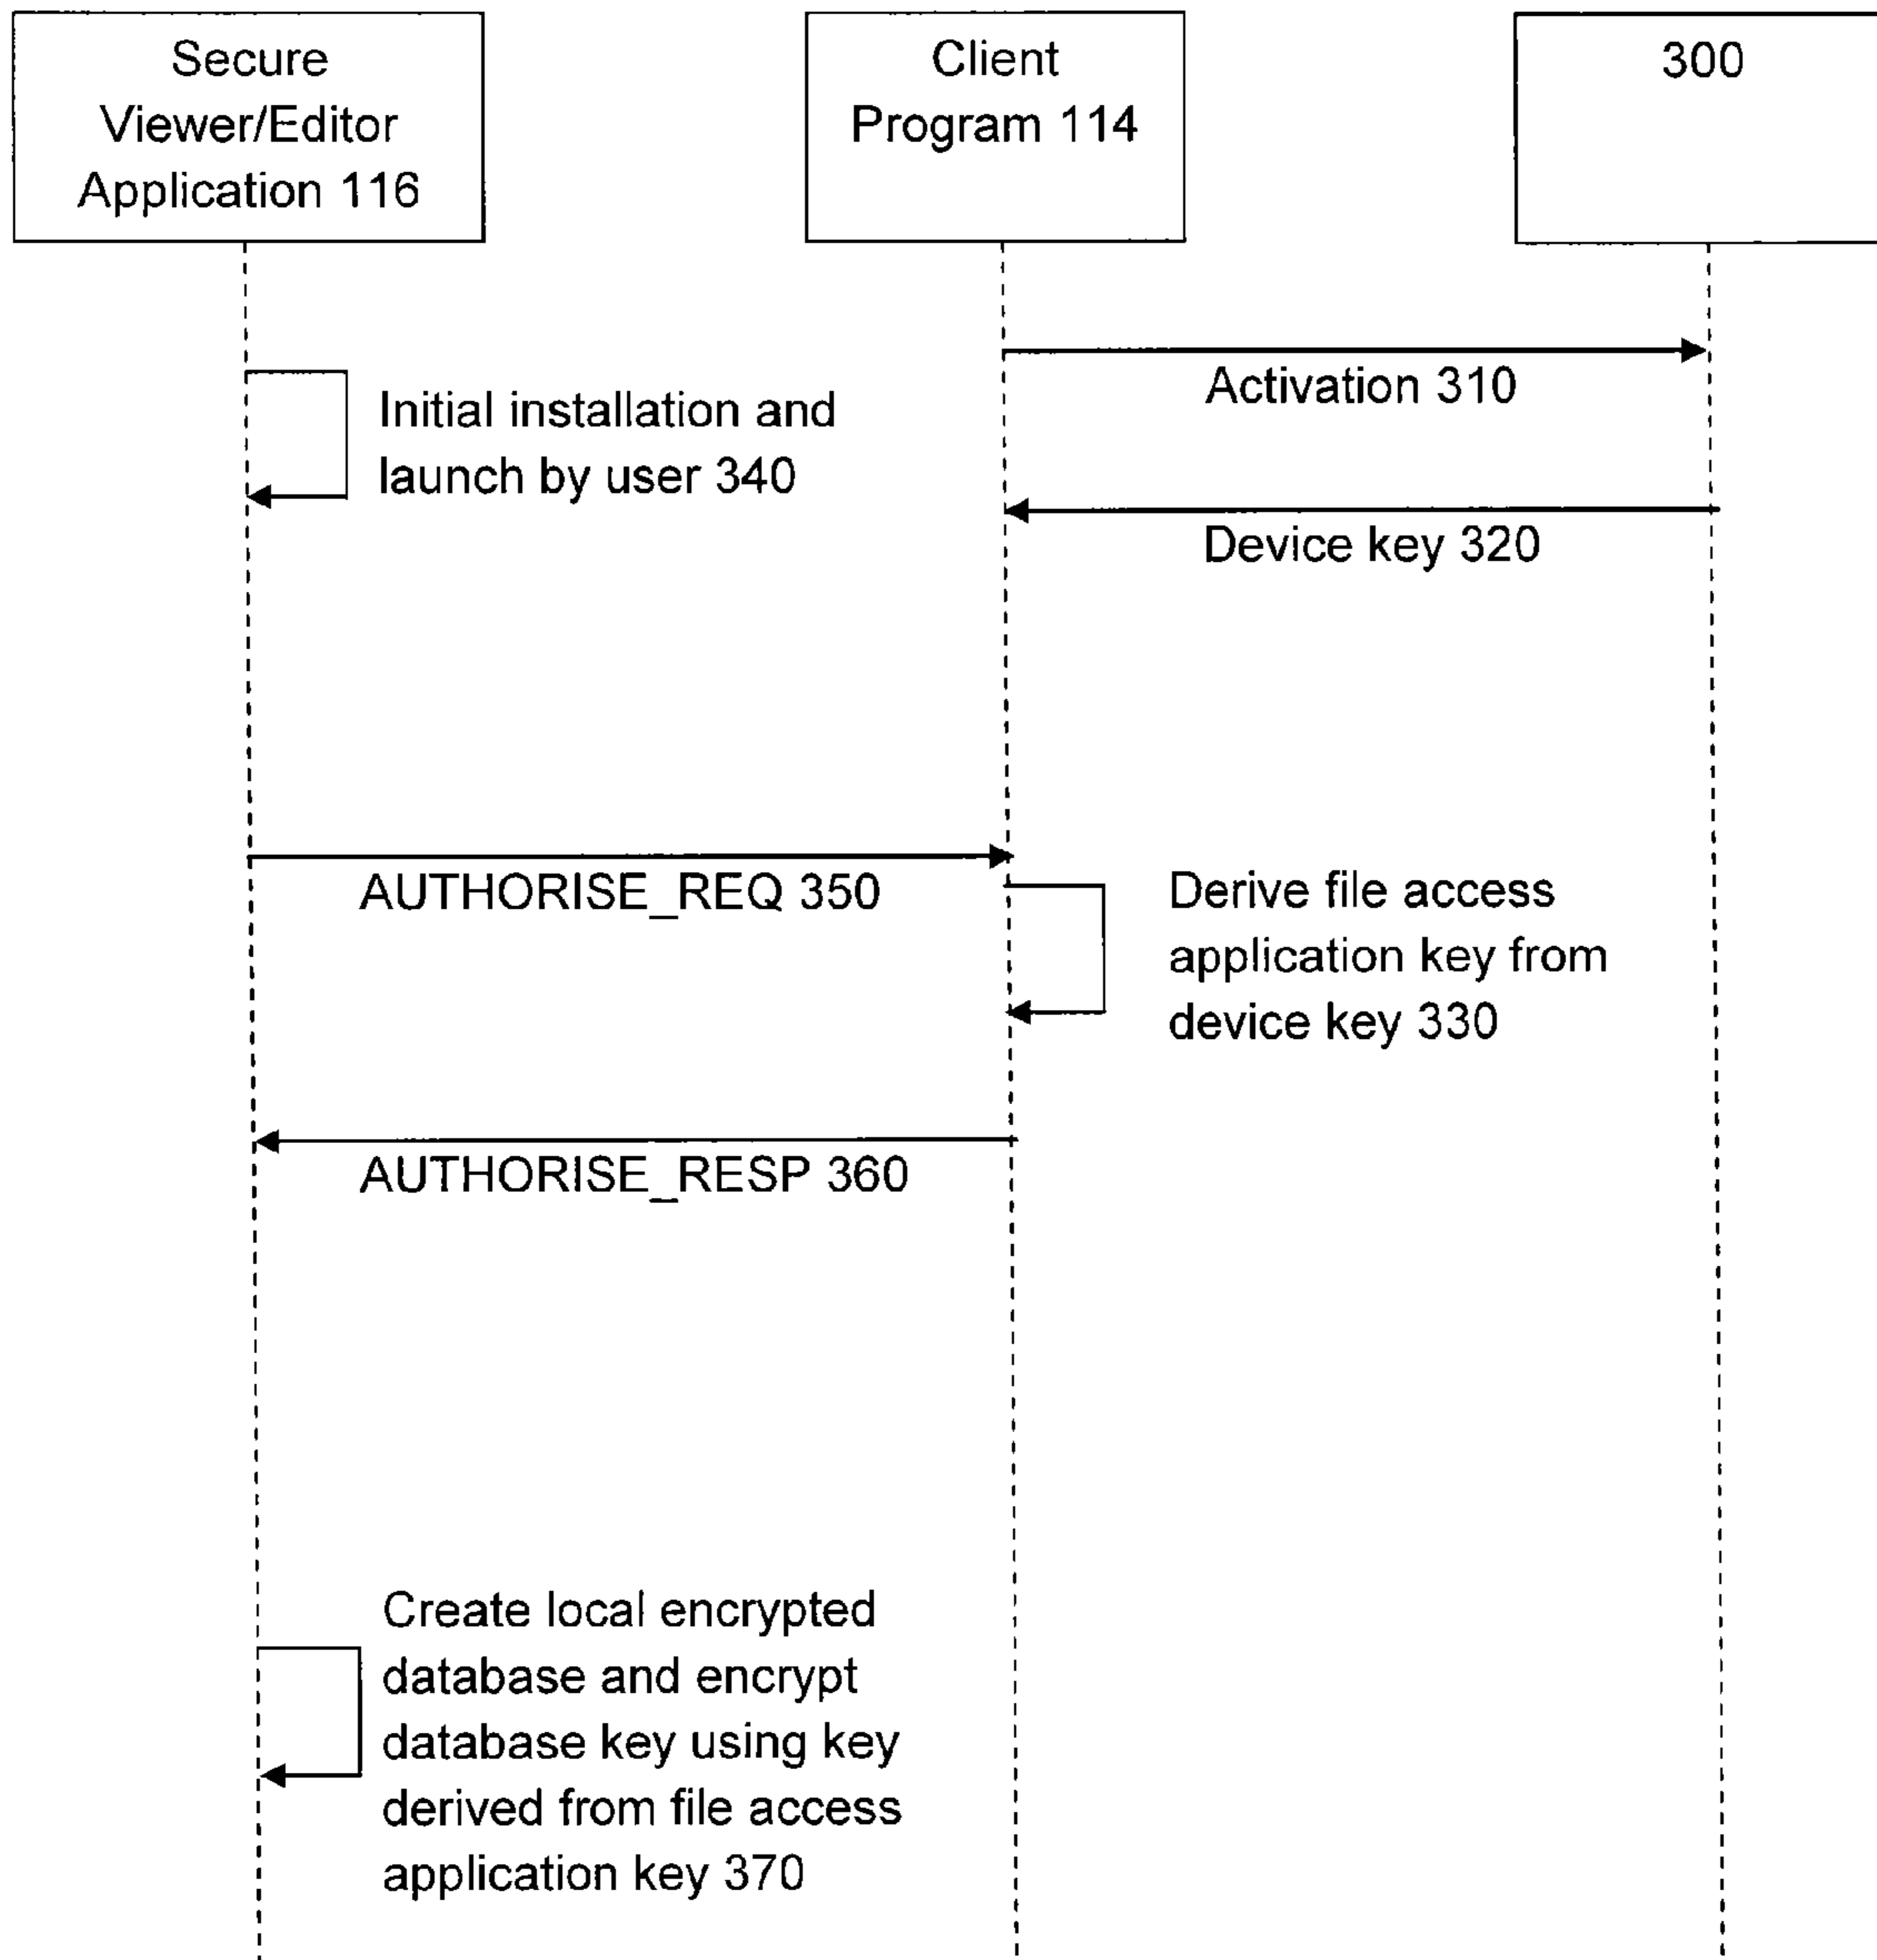 Secure
Viewer/Editor
Application 116
Client
Program 114
300
Activation 310
Initial installation and
launch by user 340
Device key 320
AUTHORISE_REQ 350
Derive file access
application key from
device key 330
AUTHORISE_RESP 360
Create local encrypted
database and encrypt
database key using key
derived from file access
application key 370